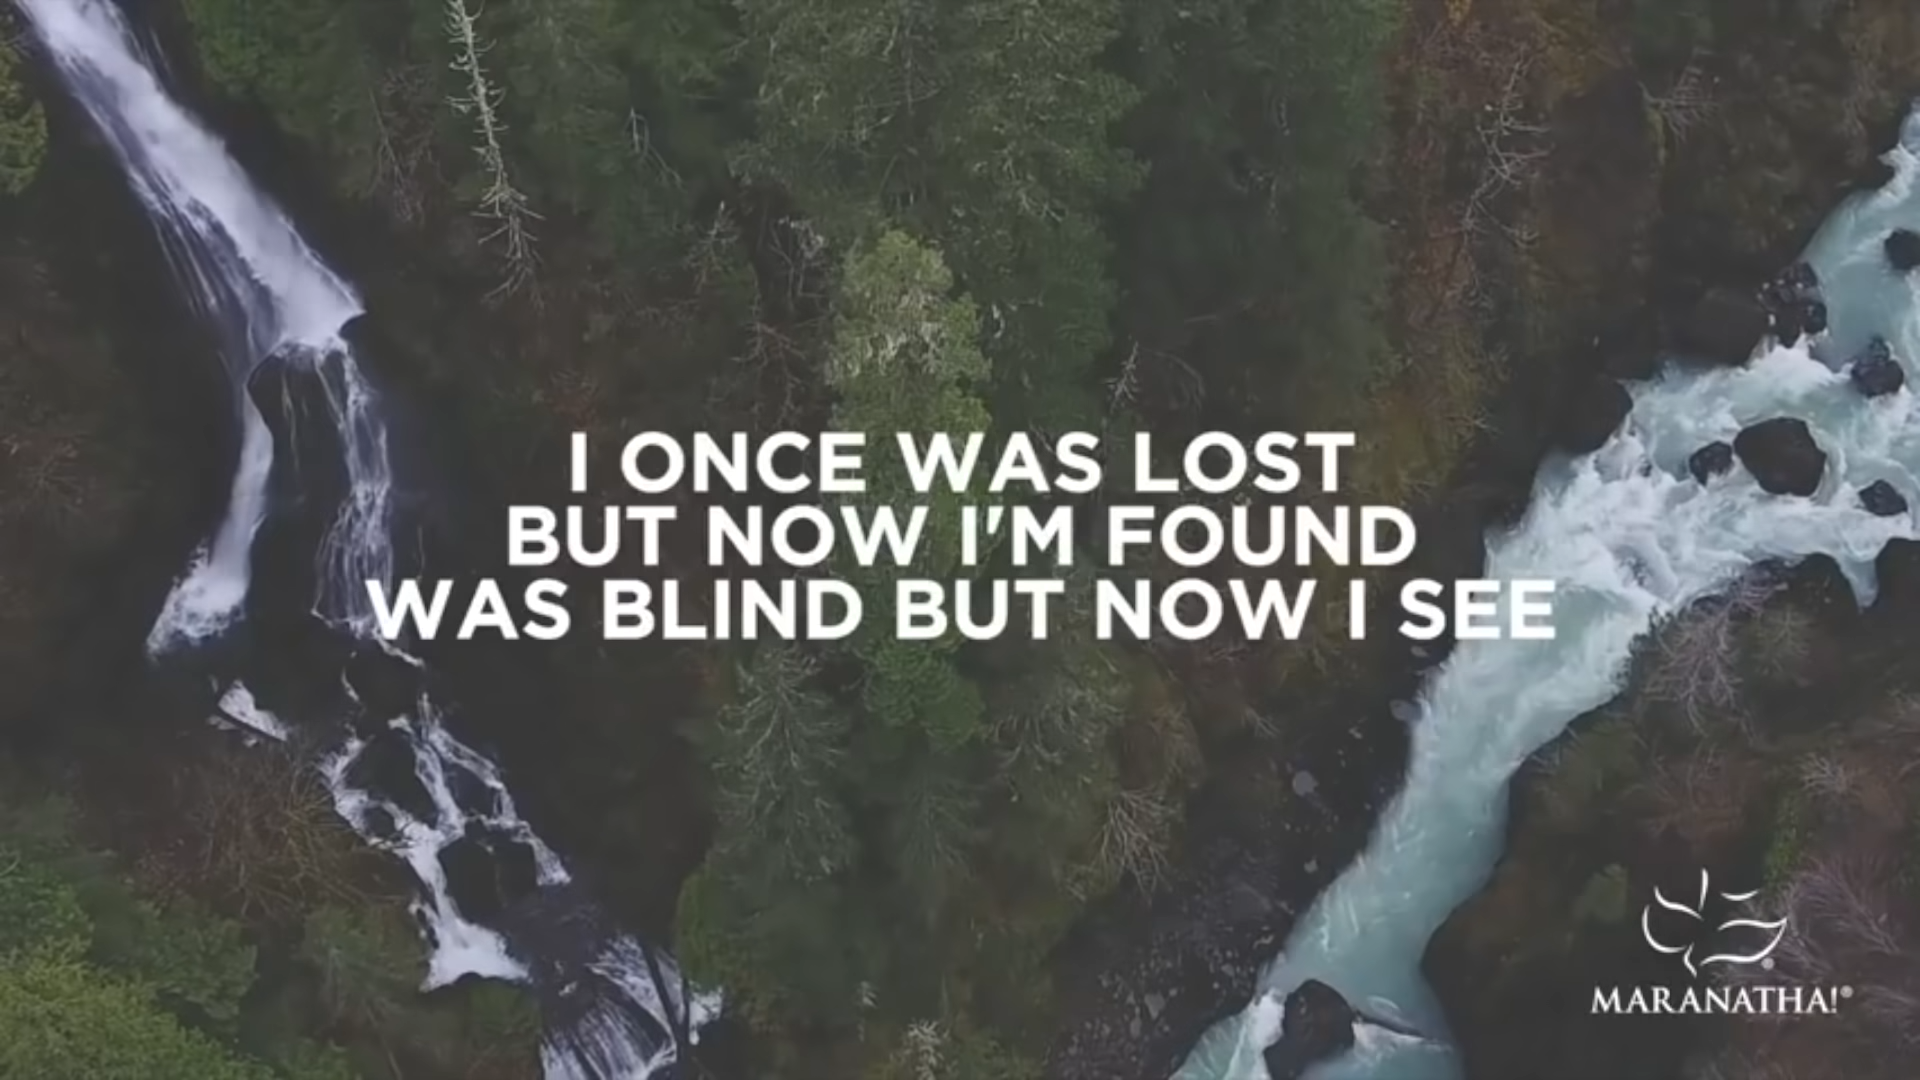 I ONCE WAS LOST
BUT NOW I'M FOUND
WAS BLIND BUT NOW I SEE
MARANATHA!®